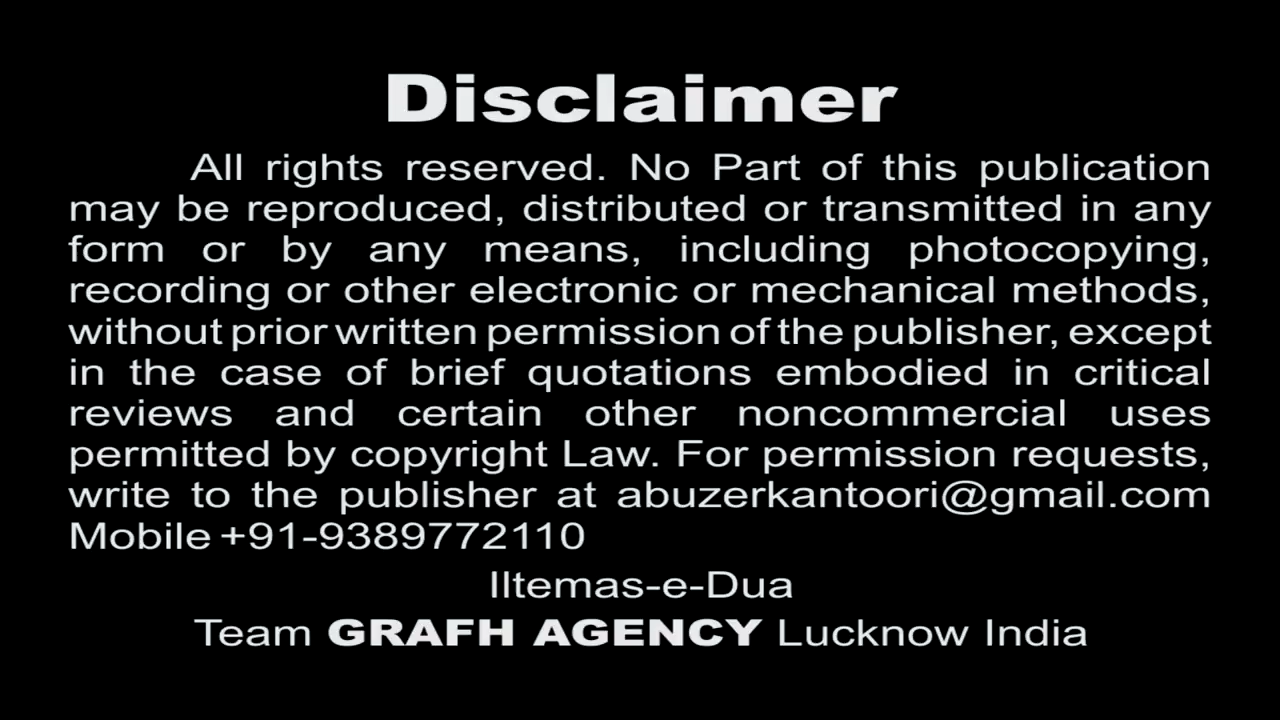 Disclaimer
All rights reserved. No Part of this publication
may be reproduced, distributed or transmitted in any
form or by any means, including photocopying,
recording or other electronic or mechanical methods,
without prior written permission of the publisher, except
in the case of brief quotations embodied in critical
reviews and certain other noncommercial uses
permitted by copyright Law. For permission requests,
write to the publisher at abuzerkantoori@gmail.com
Mobile +91-9389772110
IItemas-e-Dua
Team GRAFH AGENCY Lucknow India